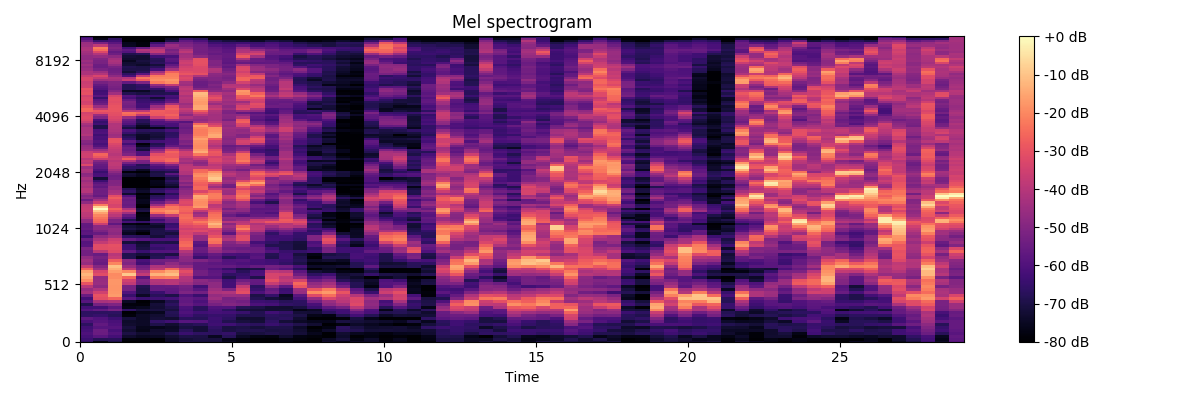 Mel spectrogram
8192
4096
2048
1024
512
0
Hz
0 5 10 15 20 25
Time
+0 dB
-10 dB
-20 dB
-30 dB
-40 dB
-50 dB
-60 dB
-70 dB
-80 dB